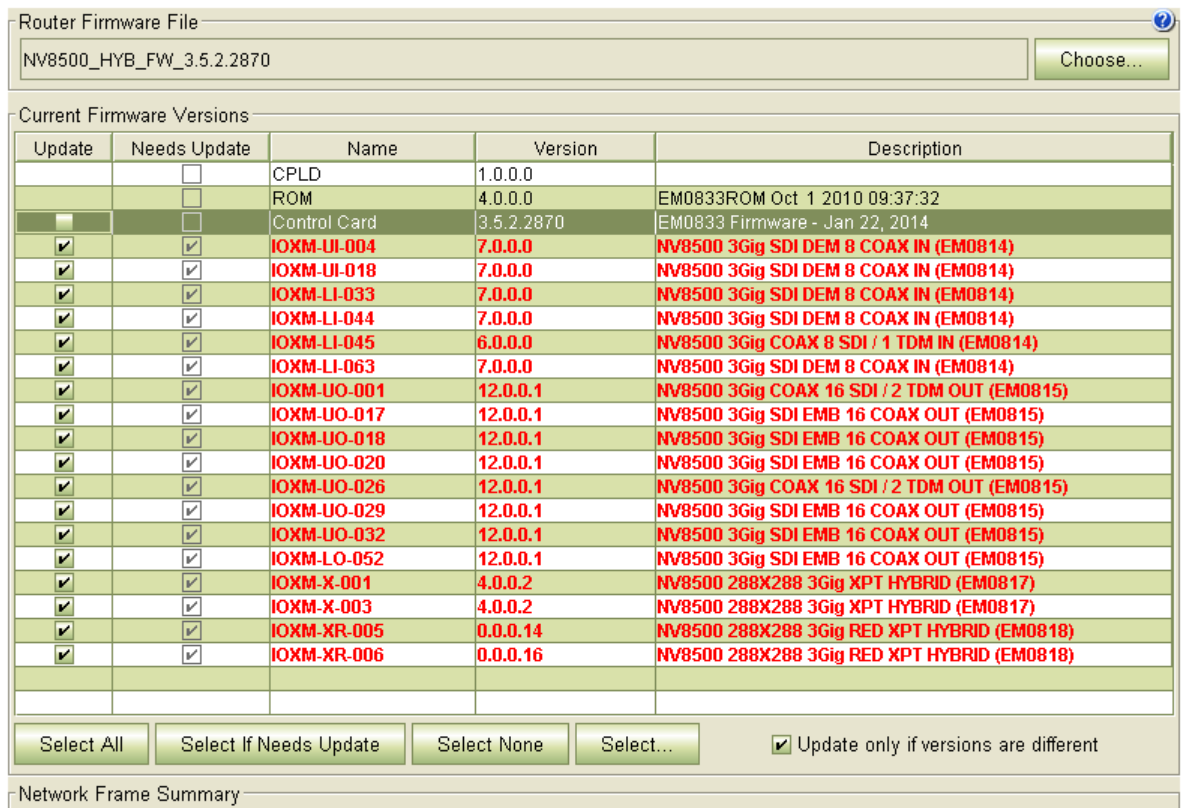 Router Firmware File
NV8500_HYB_FW_3.5.2.2870 Choose...
Current Firmware Versions
Update Needs Update Name Version Description
CPLD 1.0.0.0
ROM 4.0.0.0 EM0833ROM Oct 1 2010 09:37:32
Control Card 3.5.2.2870 EM0833 Firmware - Jan 22, 2014
IOXM-UI-004 7.0.0.0 NV8500 3Gig SDI DEM 8 COAX IN (EM0814)
IOXM-UI-018 7.0.0.0 NV8500 3Gig SDI DEM 8 COAX IN (EM0814)
IOXM-LI-033 7.0.0.0 NV8500 3Gig SDI DEM 8 COAX IN (EM0814)
IOXM-LI-044 7.0.0.0 NV8500 3Gig SDI DEM 8 COAX IN (EM0814)
IOXM-LI-045 6.0.0.0 NV8500 3Gig COAX 8 SDI / 1 TDM IN (EM0814)
IOXM-LI-063 7.0.0.0 NV8500 3Gig SDI DEM 8 COAX IN (EM0814)
IOXM-UO-001 12.0.0.1 NV8500 3Gig COAX 16 SDI / 2 TDM OUT (EM0815)
IOXM-UO-017 12.0.0.1 NV8500 3Gig SDI EMB 16 COAX OUT (EM0815)
IOXM-UO-018 12.0.0.1 NV8500 3Gig SDI EMB 16 COAX OUT (EM0815)
IOXM-UO-020 12.0.0.1 NV8500 3Gig SDI EMB 16 COAX OUT (EM0815)
IOXM-UO-026 12.0.0.1 NV8500 3Gig COAX 16 SDI / 2 TDM OUT (EM0815)
IOXM-UO-029 12.0.0.1 NV8500 3Gig SDI EMB 16 COAX OUT (EM0815)
IOXM-UO-032 12.0.0.1 NV8500 3Gig SDI EMB 16 COAX OUT (EM0815)
IOXM-LO-052 12.0.0.1 NV8500 3Gig SDI EMB 16 COAX OUT (EM0815)
IOXM-X-001 4.0.0.2 NV8500 288X288 3Gig XPT HYBRID (EM0817)
IOXM-X-003 4.0.0.2 NV8500 288X288 3Gig XPT HYBRID (EM0817)
IOXM-XR-005 0.0.0.14 NV8500 288X288 3Gig RED XPT HYBRID (EM0818)
IOXM-XR-006 0.0.0.16 NV8500 288X288 3Gig RED XPT HYBRID (EM0818)
Select All Select If Needs Update Select None Select... Update only if versions are different
Network Frame Summary